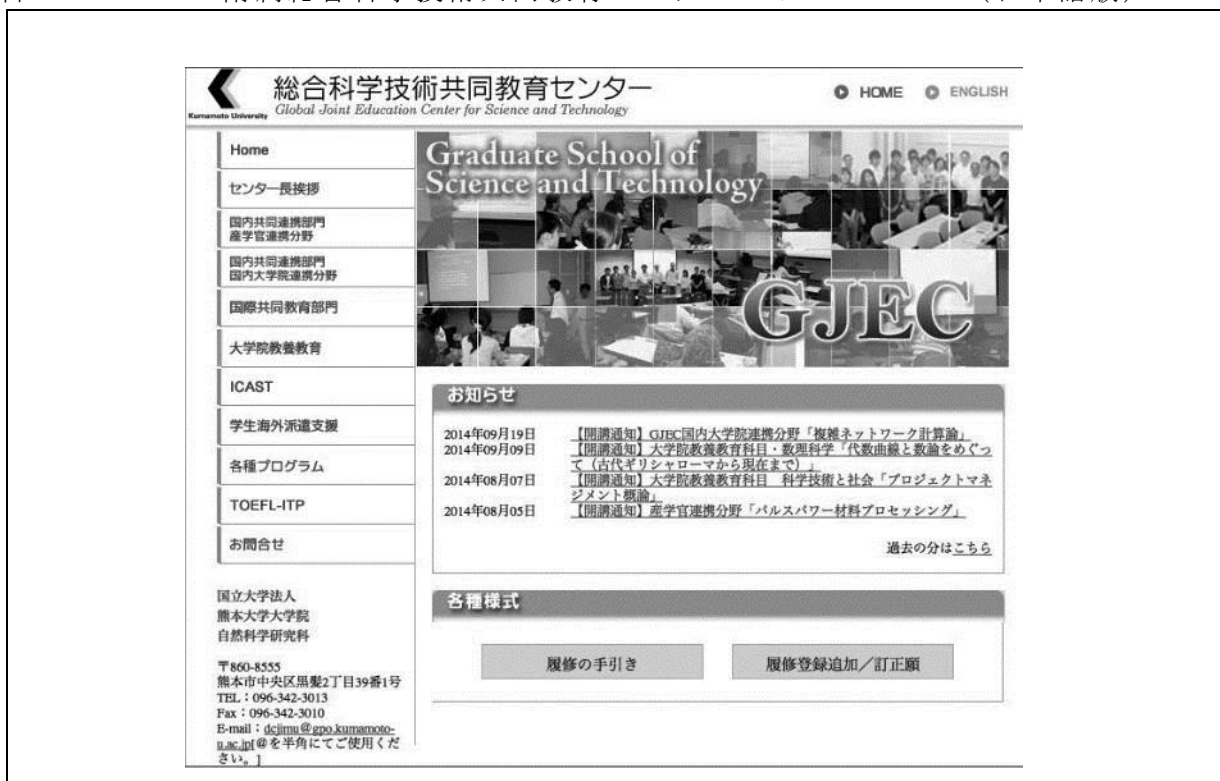 総合科学技術共同教育センター
Global Joint Education Center for Science and Technology
Kumamoto University
HOME
ENGLISH
Home
センター長挨拶
国内共同連携部門
産学官連携分野
国内共同連携部門
国内大学院連携分野
国際共同教育部門
大学院教養教育
ICAST
学生海外派遣支援
各種プログラム
TOEFL-ITP
お問合せ
国立大学法人
熊本大学大学院
自然科学研究科
〒860-8555
熊本市中央区黒髪2丁目39番1号
TEL:096-342-3013
Fax:096-342-3010
E-mail:dcjimu@gpo.kumamoto-
u.ac.jp[@を半角にてご使用くだ
さい。]
Graduate School of
Science and Technology
GJEC
お知らせ
2014年09月19日 【開講通知】GJEC国内大学院連携分野「複雑ネットワーク計算論」
2014年09月09日 【開講通知】大学院教養教育科目・数理科学「代数曲線と数論をめぐっ
て(古代ギリシャローマから現在まで)」
2014年08月07日 【開講通知】大学院教養教育科目 科学技術と社会「プロジェクトマネ
ジメント概論」
2014年08月05日 【開講通知】産学官連携分野「パルスパワー材料プロセッシング」
過去の分はこちら
各種様式
履修の手引き
履修登録追加/訂正願